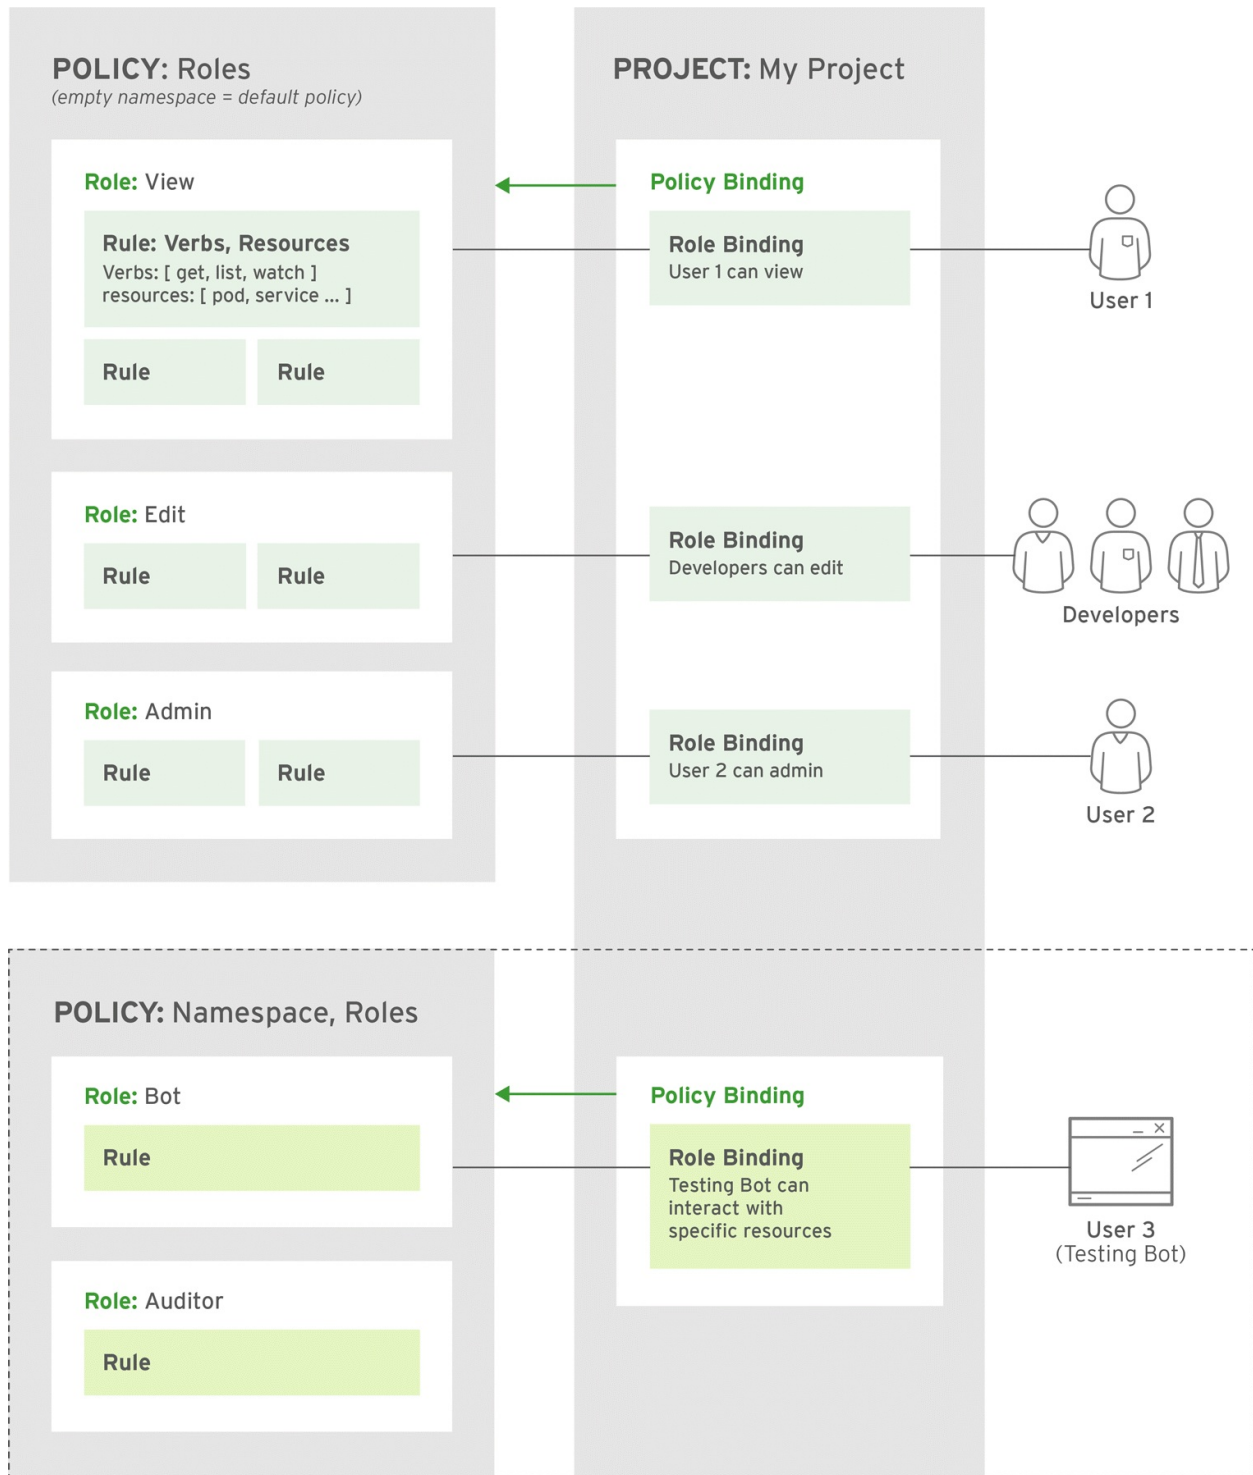 POLICY: Roles
(empty namespace = default policy)
Role: View
Rule: Verbs, Resources
Verbs: [ get, list, watch ]
resources: [ pod, service ... ]
Rule
Rule
Role: Edit
Rule
Rule
Role: Admin
Rule
Rule
PROJECT: My Project
Policy Binding
Role Binding
User 1 can view
Role Binding
Developers can edit
Role Binding
User 2 can admin
User 1
Developers
User 2
POLICY: Namespace, Roles
Role: Bot
Rule
Role: Auditor
Rule
Policy Binding
Role Binding
Testing Bot can
interact with
specific resources
User 3
(Testing Bot)